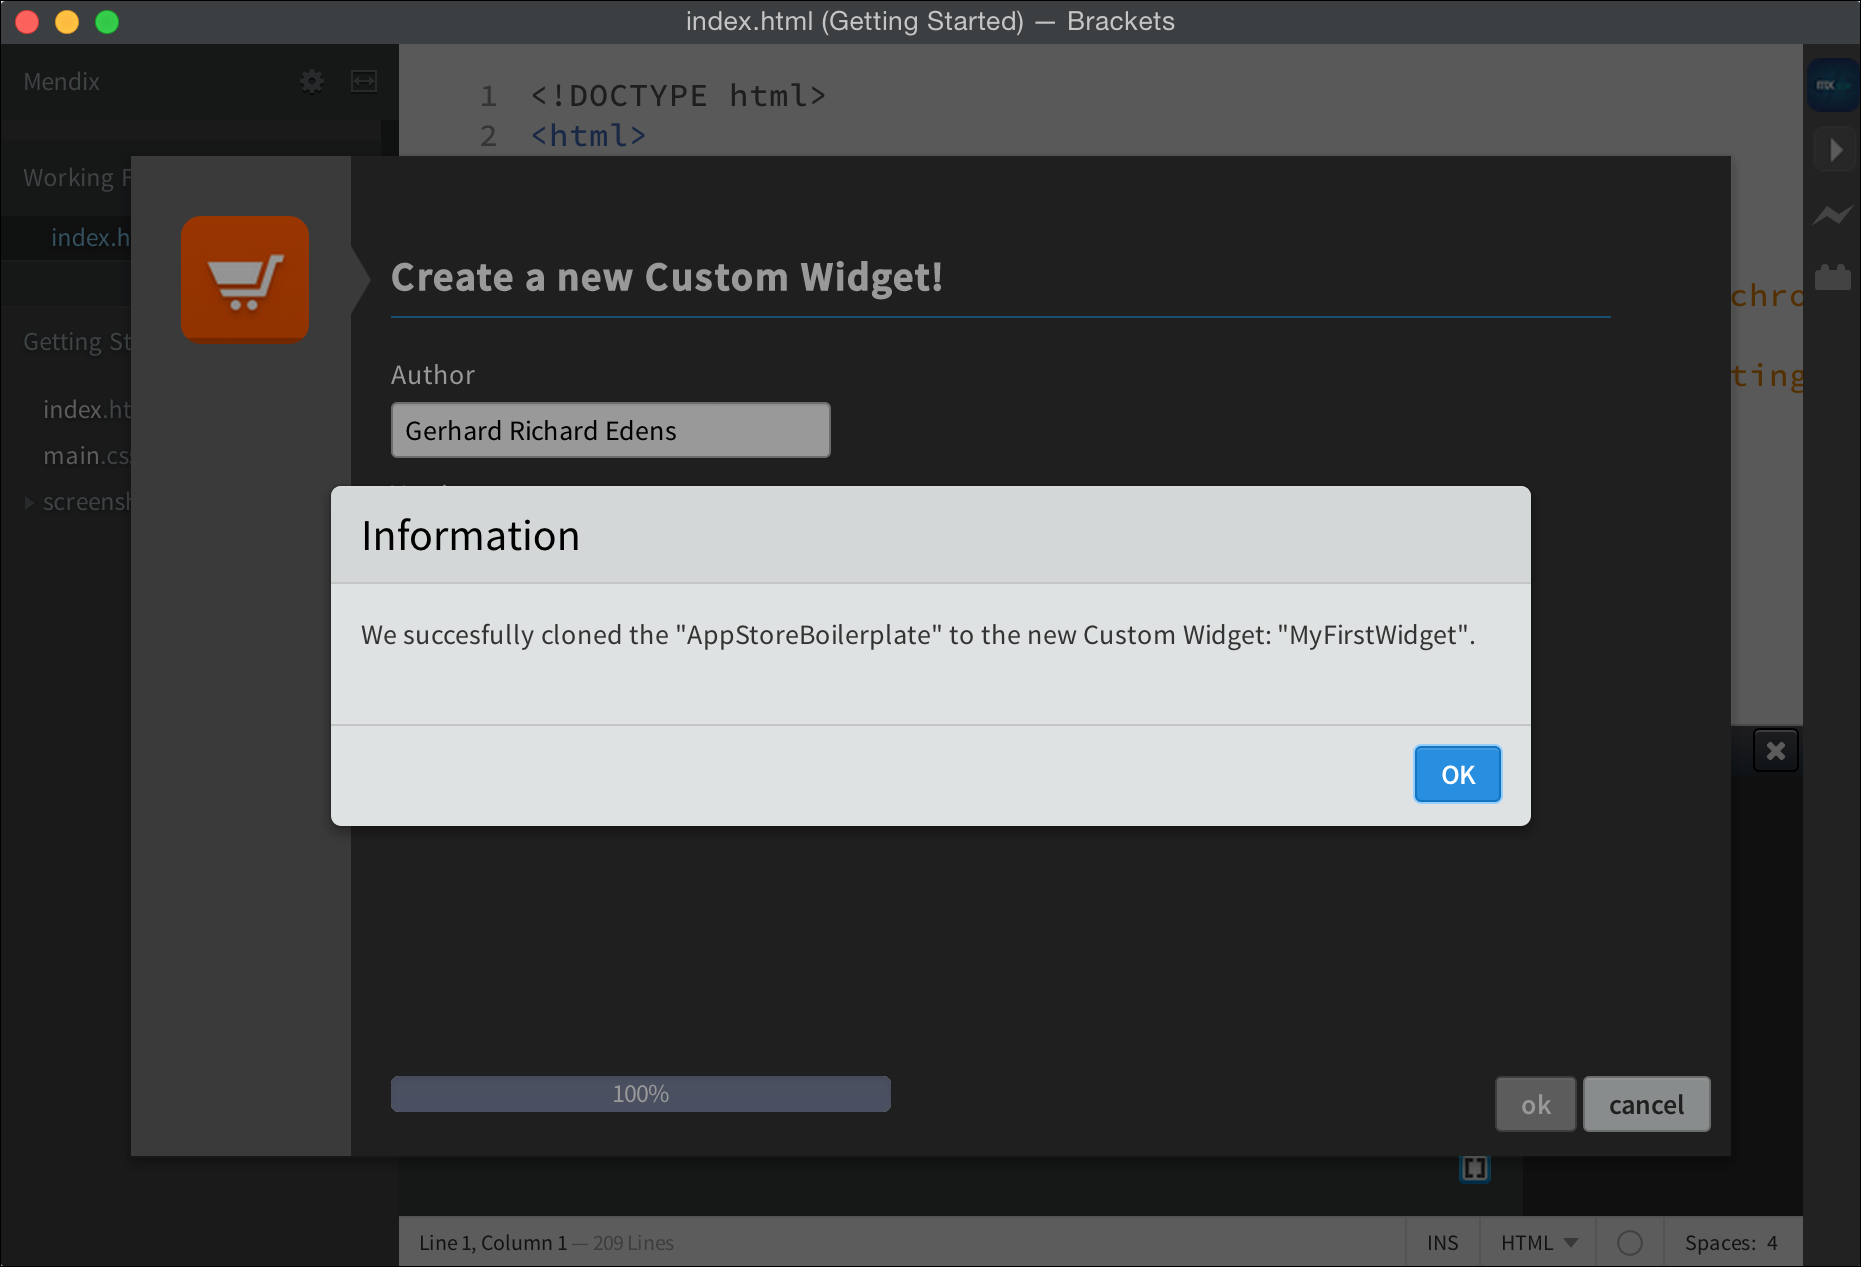 index.html (Getting Started) — Brackets
Mendix
1 <!DOCTYPE html>
2 <html>
mx
Working F
index.h
Getting St
index.ht
main.css
screensh
chro
ting
Create a new Custom Widget!
Author
Gerhard Richard Edens
Information
We succesfully cloned the "AppStoreBoilerplate" to the new Custom Widget: "MyFirstWidget".
OK
100%
ok
cancel
Line 1, Column 1 — 209 Lines
INS
HTML
Spaces: 4